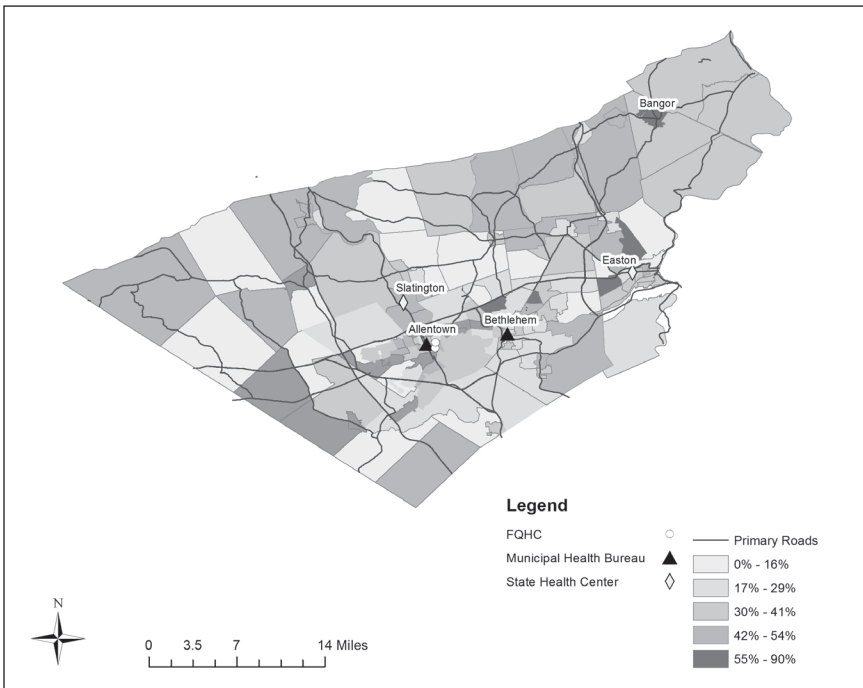 Bangor
Easton
Slatington
Allentown
Bethlehem
Legend
FQHC
Municipal Health Bureau
State Health Center
Primary Roads
0% - 16%
17% - 29%
30% - 41%
42% - 54%
55% - 90%
N
0 3.5 7 14 Miles